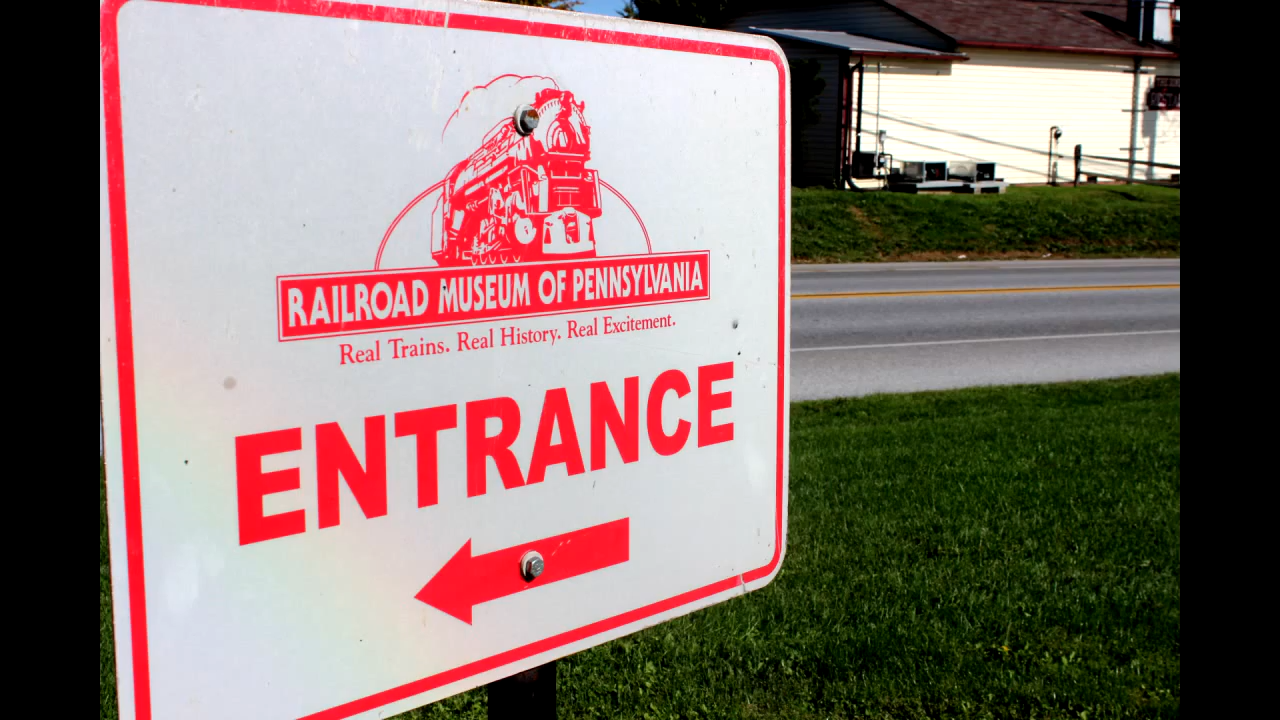 RAILROAD MUSEUM OF PENNSYLVANIA
Real Trains. Real History. Real Excitement.
ENTRANCE